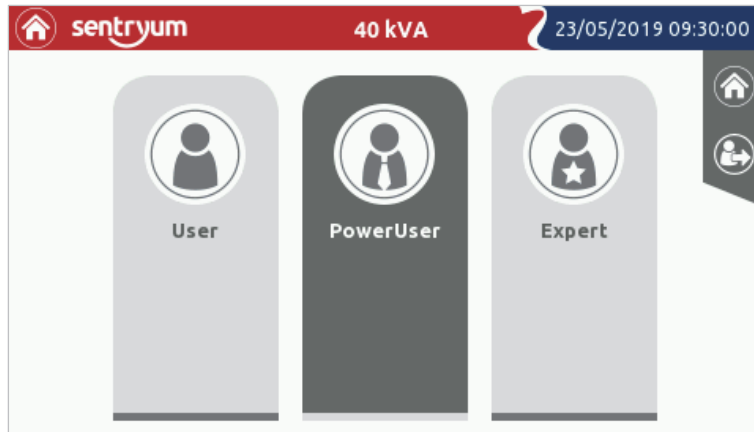 sentryum
40 kVA
23/05/2019 09:30:00
User
PowerUser
Expert